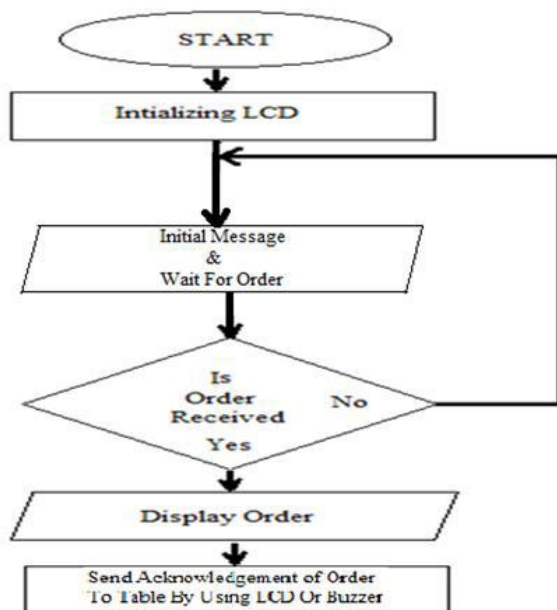 START
Intializing LCD
Initial Message
&
Wait For Order
Is
Order
Received
No
Yes
Display Order
Send Acknowledgement of Order
To Table By Using LCD Or Buzzer